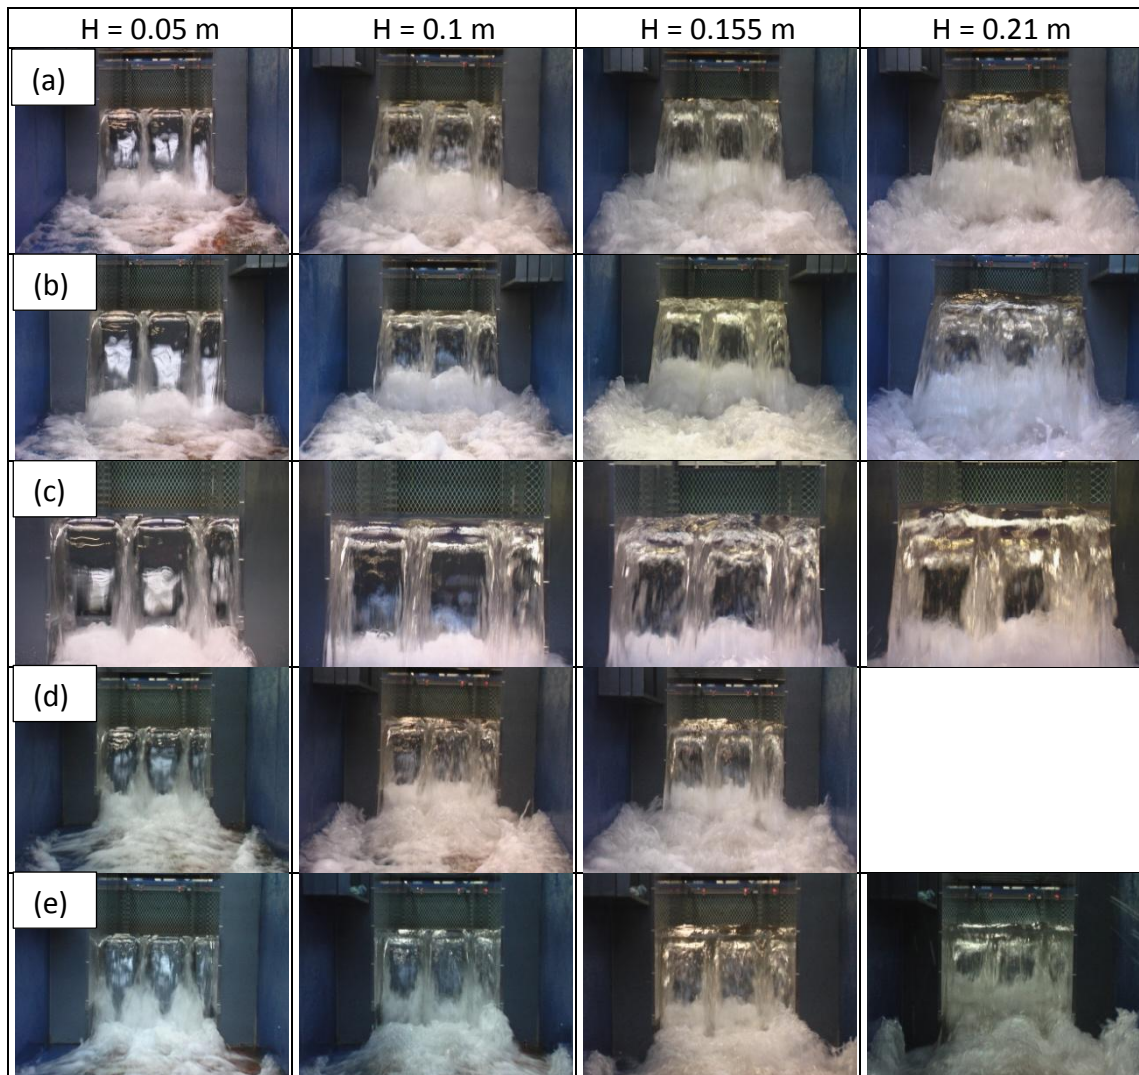 H = 0.05 m H = 0.1 m H = 0.155 m H = 0.21 m
(a)
(b)
(c)
(d)
(e)